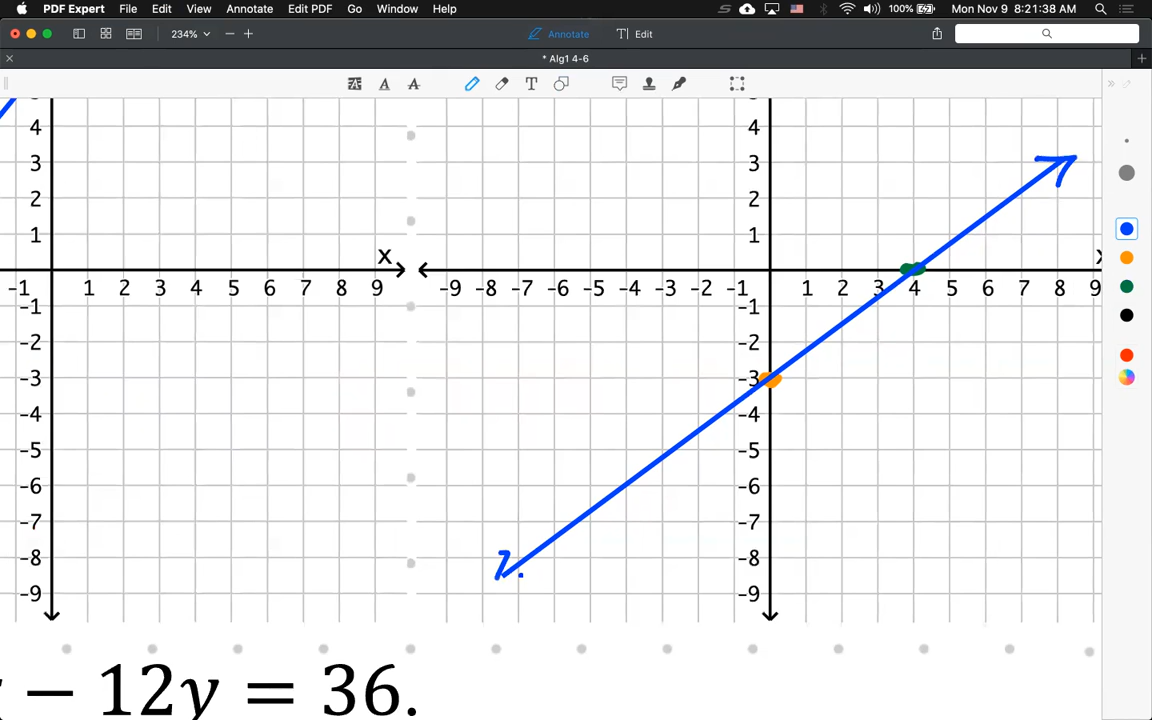 PDF Expert File Edit View Annotate Edit PDF Go Window Help 100% Mon Nov 9 8:21:38 AM
234% Annotate Edit
* Alg1 4-6
4 4
3 3
2 2
1 x 1
-1 1 2 3 4 5 6 7 8 9 -9 -8 -7 -6 -5 -4 -3 -2 -1 1 2 3 4 5 6 7 8 9
-1 -1
-2 -2
-3 -3
-4 -4
-5 -5
-6 -6
-7 -7
-8 -8
-9 -9
− 12y = 36.